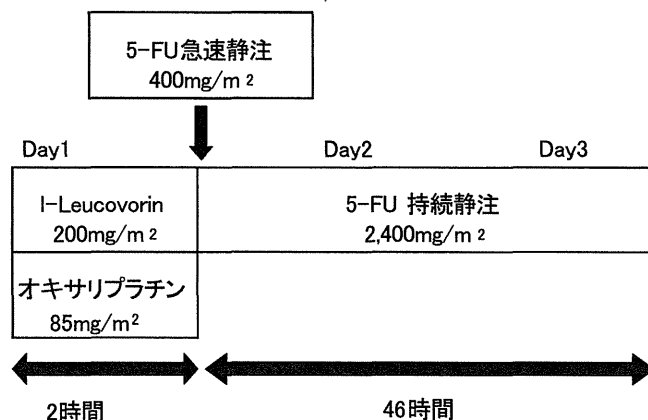 5-FU急速静注
400mg/m²
Day1
Day2
Day3
l-Leucovorin
200mg/m²
5-FU 持続静注
2,400mg/m²
オキサリプラチン
85mg/m²
2時間
46時間